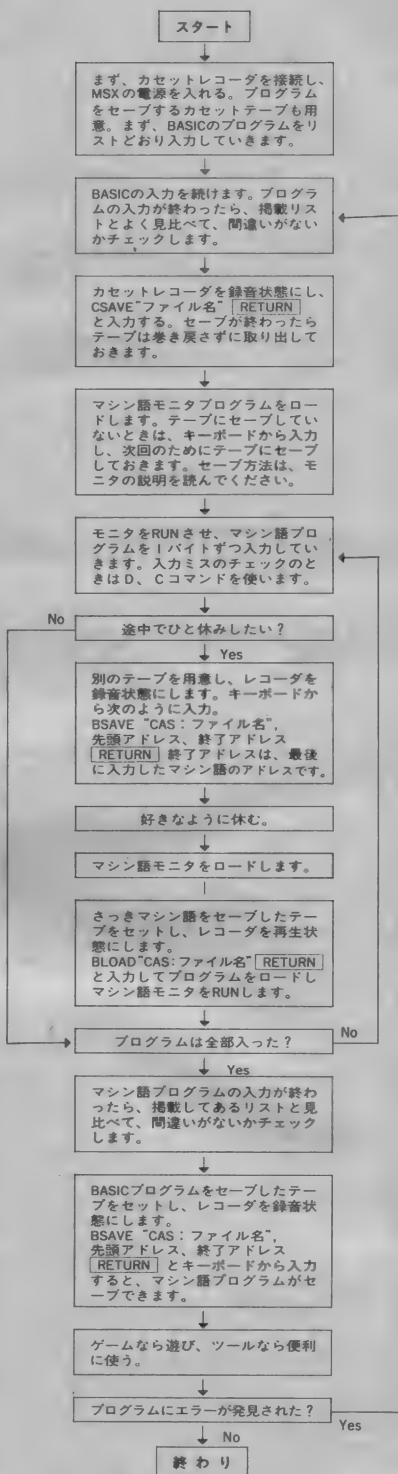 スタート
まず、カセットレコーダを接続し、
MSXの電源を入れる。プログラム
をセーブするカセットテープも用
意。まず、BASICのプログラムをリ
ストどおり入力していきます。
BASICの入力を続けます。プログラ
ムの入力が終わったら、掲載リス
トとよく見比べて、間違いがない
かチェックします。
カセットレコーダを録音状態にし、
CSAVE"ファイル名" RETURN
と入力する。セーブが終わったら
テープは巻き戻さずに取り出して
おきます。
マシン語モニタプログラムをロー
ドします。テープにセーブしてい
ないときは、キーボードから入力
し、次回のためにテープにセーブ
しておきます。セーブ方法は、モ
ニタの説明を読んでください。
モニタをRUNさせ、マシン語プロ
グラムを1バイトずつ入力してい
きます。入力ミスのチェックのと
きはD、Cコマンドを使います。
No
途中でひと休みしたい?
Yes
別のテープを用意し、レコーダを
録音状態にします。キーボードか
ら次のように入力。
BSAVE "CAS:ファイル名",
先頭アドレス、終了アドレス
RETURN 終了アドレスは、最後
に入力したマシン語のアドレスです。
好きなように休む。
マシン語モニタをロードします。
さっきマシン語をセーブしたテー
プをセットし、レコーダを再生状
態にします。
BLOAD"CAS:ファイル名" RETURN
と入力してプログラムをロードし
マシン語モニタをRUNします。
プログラムは全部入った?
No
Yes
マシン語プログラムの入力が終わ
ったら、掲載してあるリストと見
比べて、間違いがないかチェック
します。
BASICプログラムをセーブしたテー
プをセットし、レコーダを録音状
態にします。
BSAVE "CAS:ファイル名",
先頭アドレス、終了アドレス
RETURN とキーボードから入力
すると、マシン語プログラムがセ
ーブできます。
ゲームなら遊び、ツールなら便利
に使う。
プログラムにエラーが発見された?
Yes
No
終わり